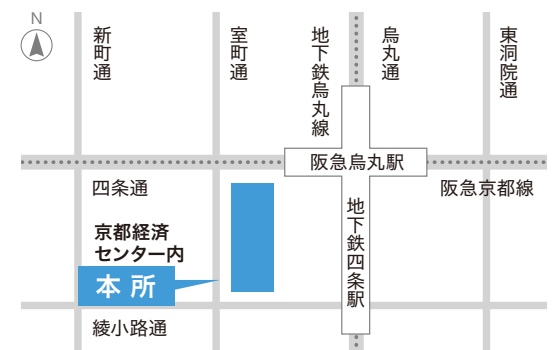 N
新町通
室町通
地下鉄烏丸線
烏丸通
東洞院通
阪急烏丸駅
四条通
阪急京都線
地下鉄四条駅
京都経済
センター内
本所
綾小路通